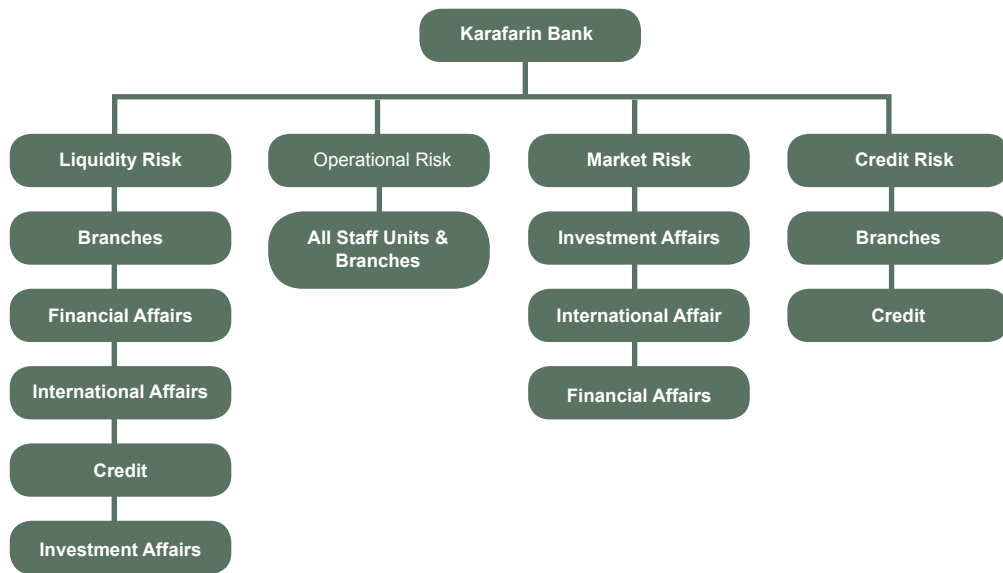 Karafarin Bank
Liquidity Risk
Operational Risk
Market Risk
Credit Risk
Branches
All Staff Units &
Branches
Investment Affairs
Branches
Financial Affairs
International Affair
Credit
International Affairs
Financial Affairs
Credit
Investment Affairs